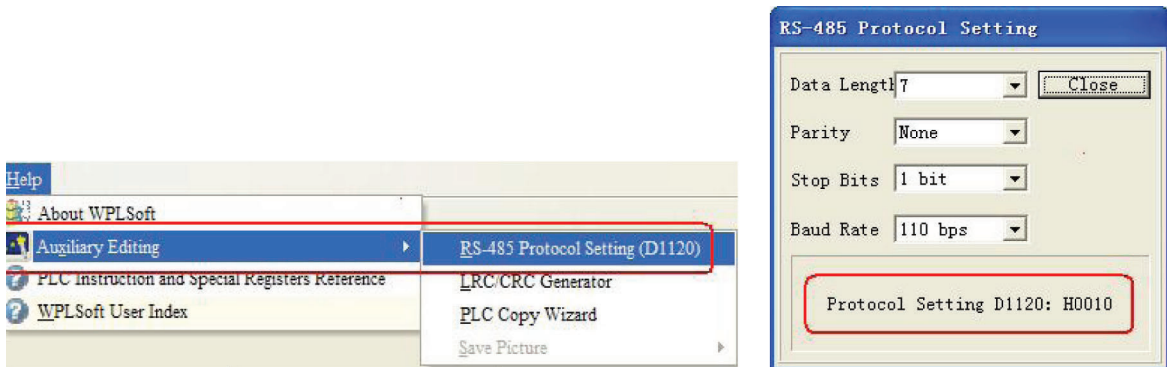 Help
About WPLSoft
Auxiliary Editing
PLC Instruction and Special Registers Reference
WPLSoft User Index
RS-485 Protocol Setting (D1120)
LRC/CRC Generator
PLC Copy Wizard
Save Picture
RS-485 Protocol Setting
Data Length 7 Close
Parity None
Stop Bits 1 bit
Baud Rate 110 bps
Protocol Setting D1120: H0010